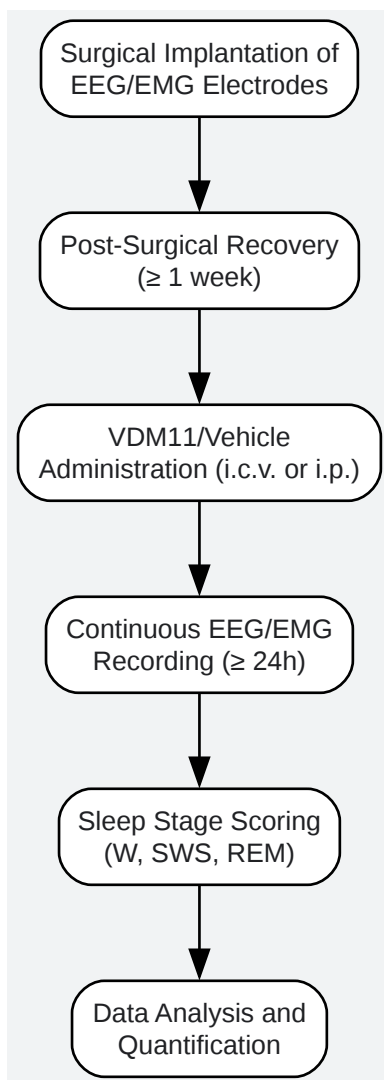 Surgical Implantation of
EEG/EMG Electrodes
Post-Surgical Recovery
(≥ 1 week)
VDM11/Vehicle
Administration (i.c.v. or i.p.)
Continuous EEG/EMG
Recording (≥ 24h)
Sleep Stage Scoring
(W, SWS, REM)
Data Analysis and
Quantification